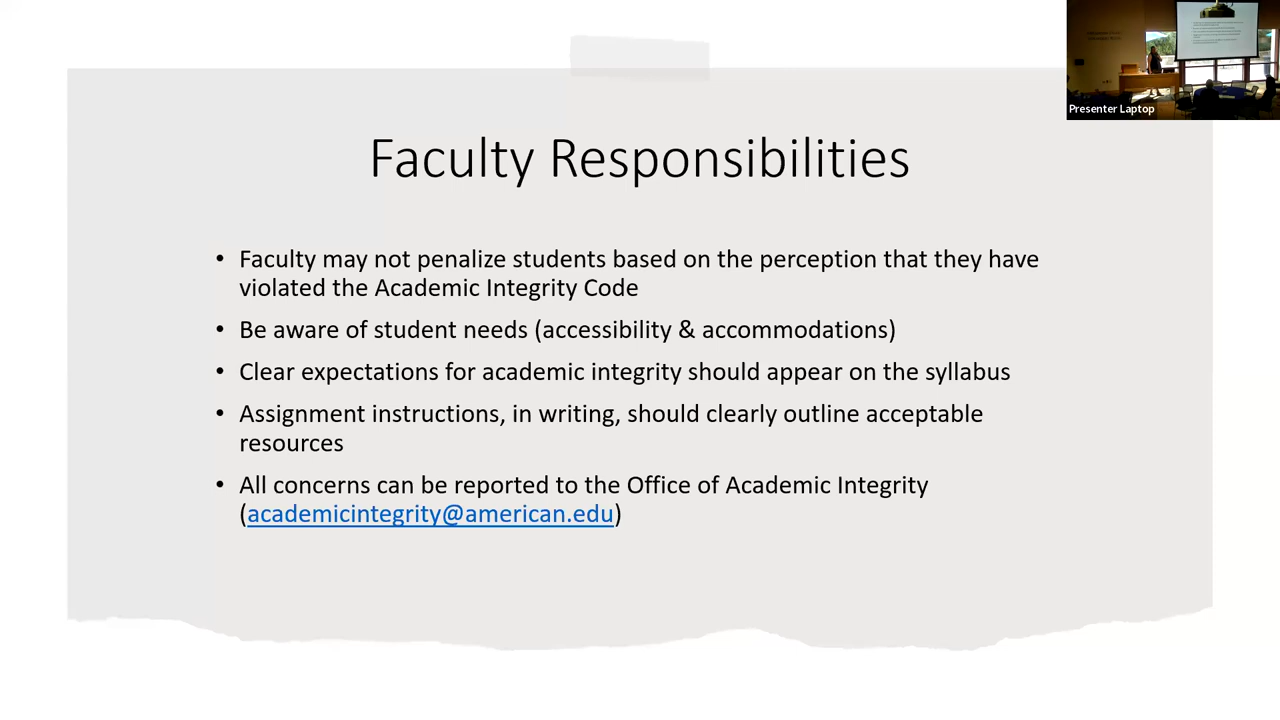 Presenter Laptop
Faculty Responsibilities
• Faculty may not penalize students based on the perception that they have
violated the Academic Integrity Code
• Be aware of student needs (accessibility & accommodations)
• Clear expectations for academic integrity should appear on the syllabus
• Assignment instructions, in writing, should clearly outline acceptable
resources
• All concerns can be reported to the Office of Academic Integrity
(academicintegrity@american.edu)